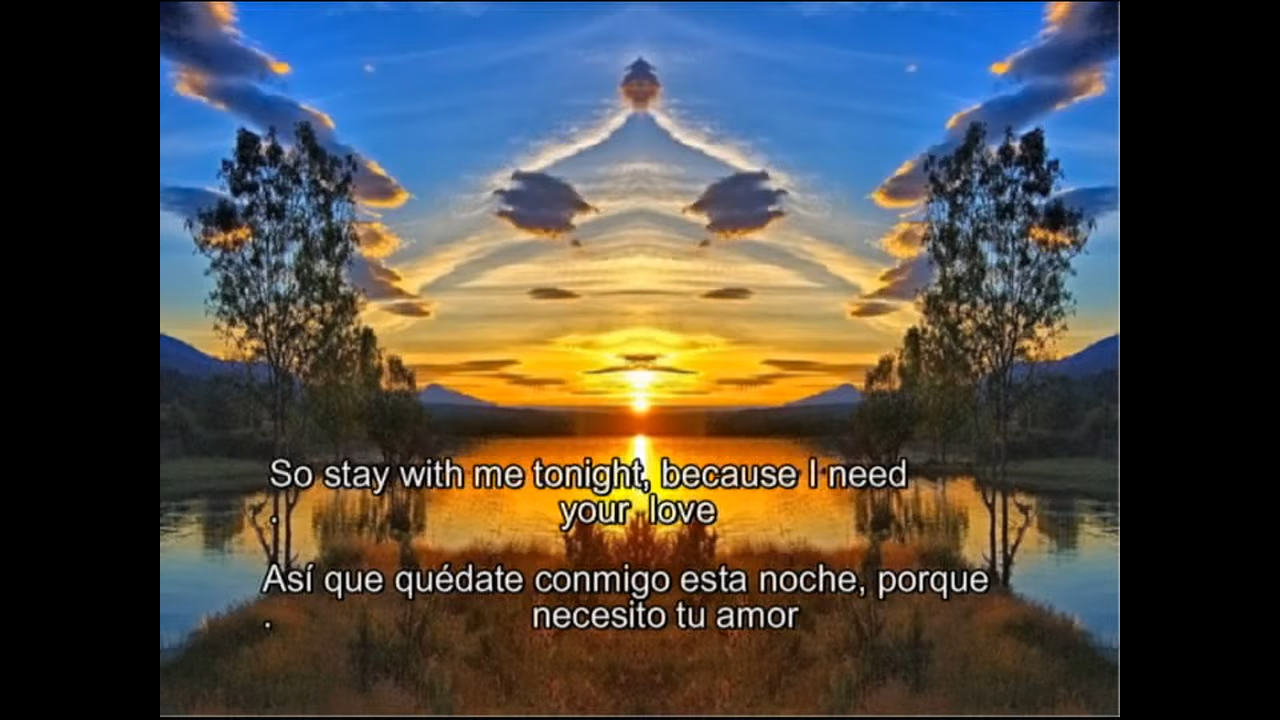 So stay with me tonight, because I need
. your love
Así que quédate conmigo esta noche, porque
. necesito tu amor